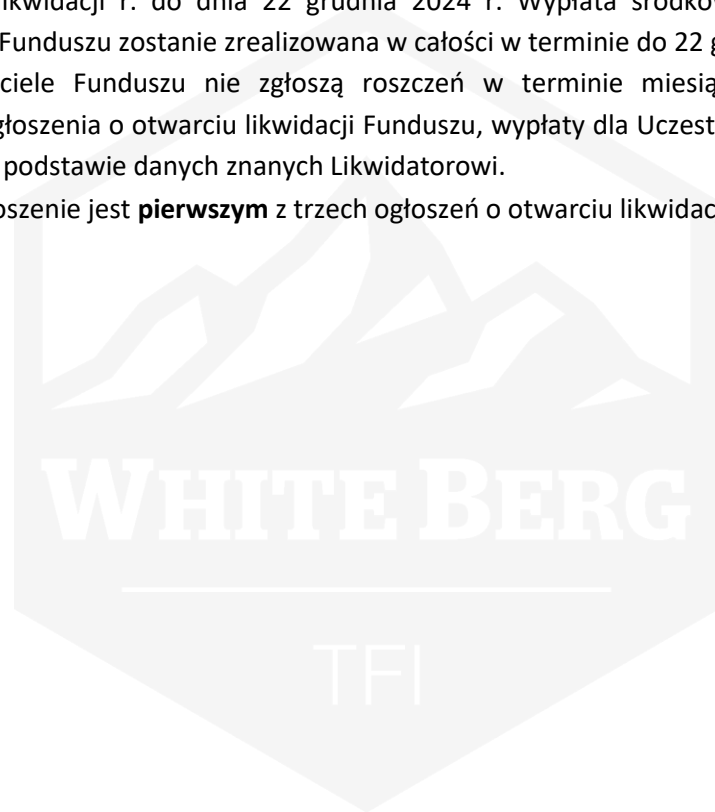 likwidacji r. do dnia 22 grudnia 2024 r. Wypłata środków
Funduszu zostanie zrealizowana w całości w terminie do 22 g
ciele Funduszu nie zgłoszą roszczeń w terminie miesią
głoszenia o otwarciu likwidacji Funduszu, wypłaty dla Uczest
podstawie danych znanych Likwidatorowi.
oszenie jest pierwszym z trzech ogłoszeń o otwarciu likwidac
WHITE BERG
TFI